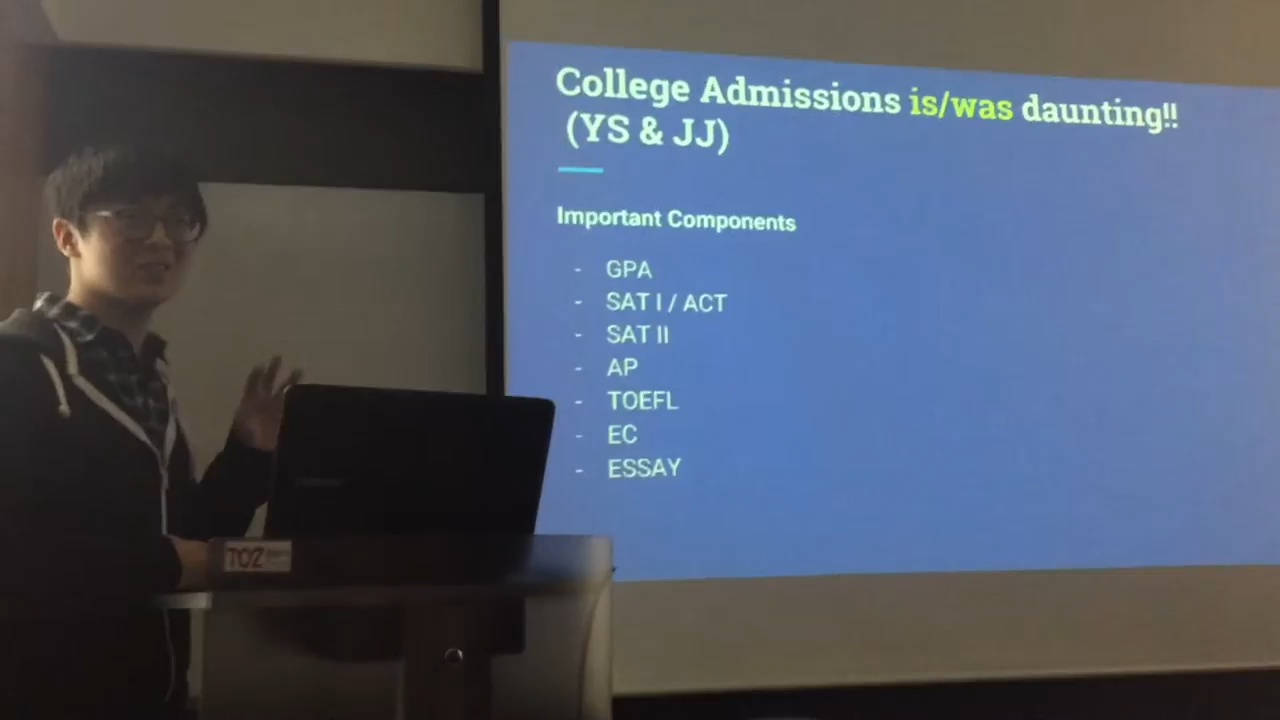 College Admissions is/was daunting!!
(YS & JJ)
Important Components
- GPA
- SAT I / ACT
- SAT II
- AP
- TOEFL
- EC
- ESSAY
TOZ